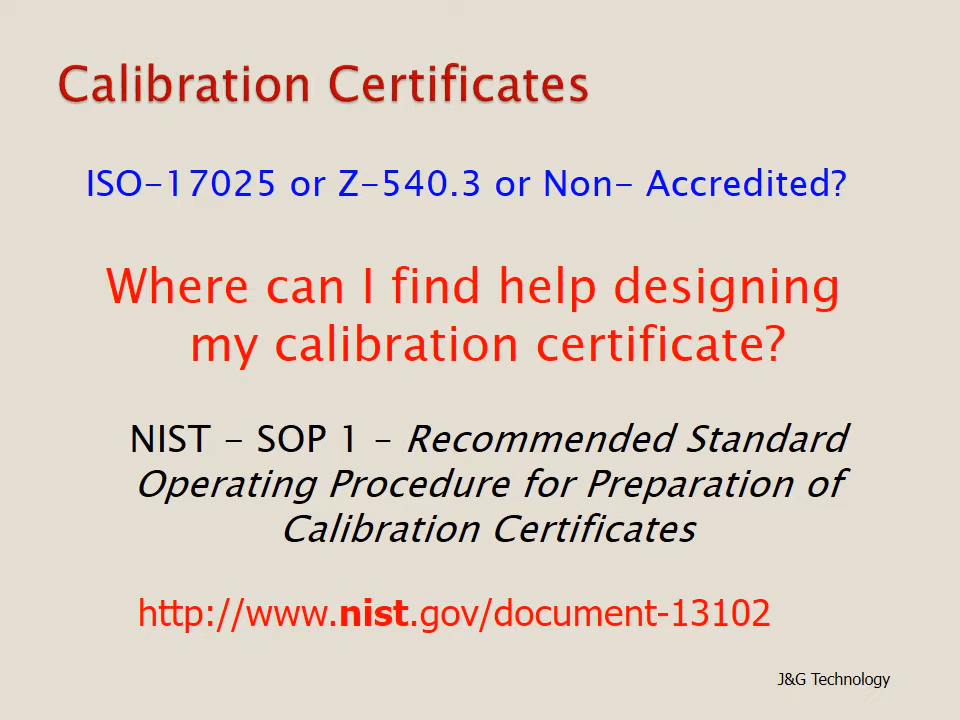 Calibration Certificates
ISO-17025 or Z-540.3 or Non- Accredited?
Where can I find help designing
my calibration certificate?
NIST - SOP 1 – Recommended Standard
Operating Procedure for Preparation of
Calibration Certificates
http://www.nist.gov/document-13102
J&G Technology